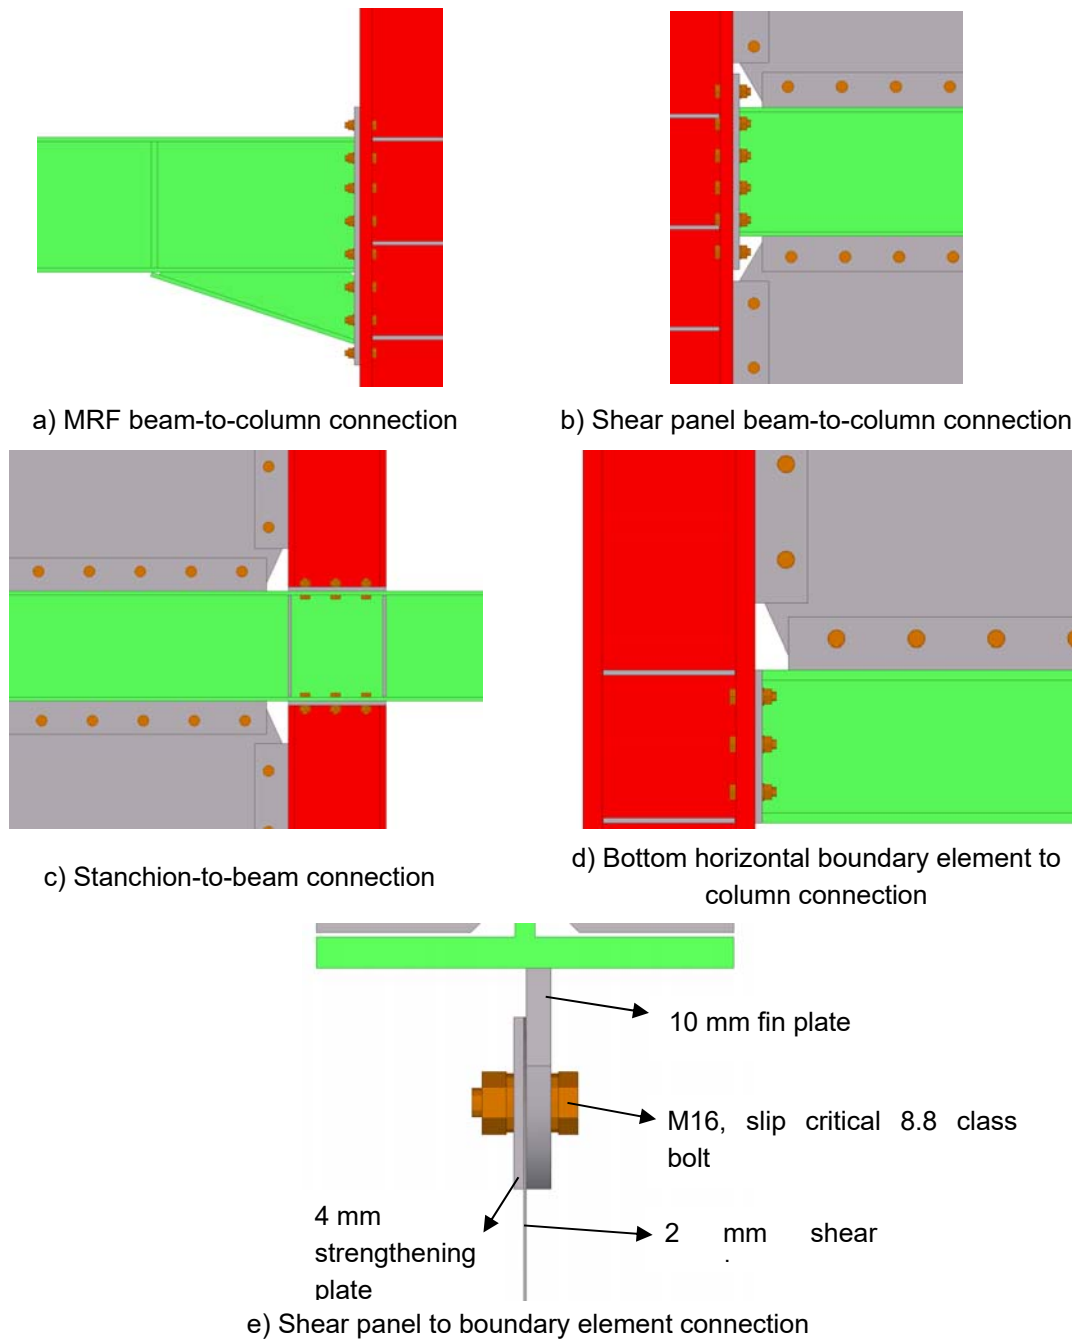 a) MRF beam-to-column connection
b) Shear panel beam-to-column connection
c) Stanchion-to-beam connection
d) Bottom horizontal boundary element to
column connection
10 mm fin plate
M16, slip critical 8.8 class
bolt
4 mm
strengthening
plate
2 mm shear
e) Shear panel to boundary element connection